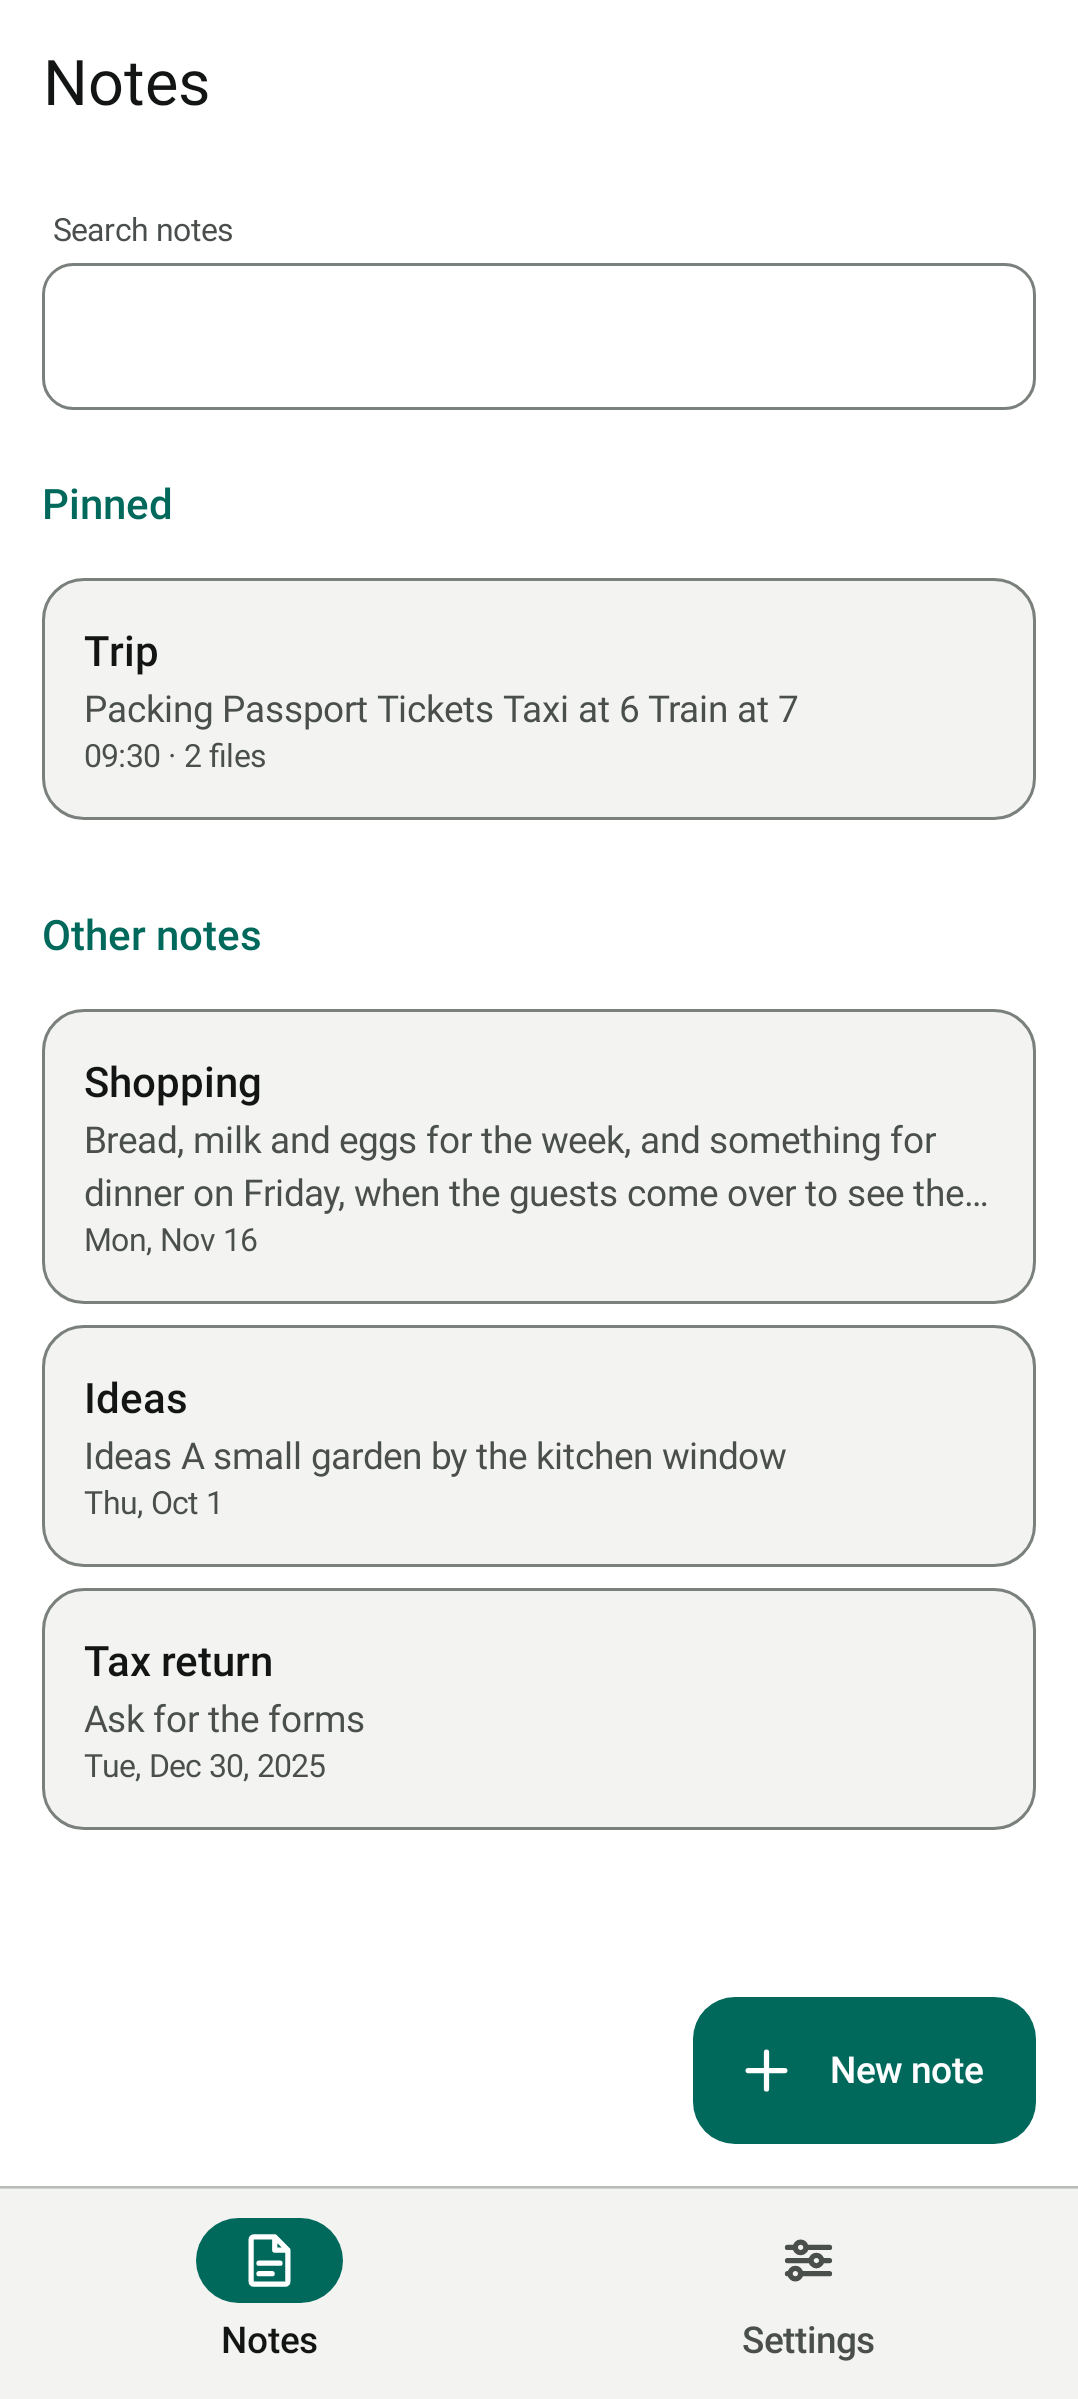 Notes
Search notes
Pinned
Trip
Packing Passport Tickets Taxi at 6 Train at 7
09:30 · 2 files
Other notes
Shopping
Bread, milk and eggs for the week, and something for
dinner on Friday, when the guests come over to see the…
Mon, Nov 16
Ideas
Ideas A small garden by the kitchen window
Thu, Oct 1
Tax return
Ask for the forms
Tue, Dec 30, 2025
New note
Notes
Settings